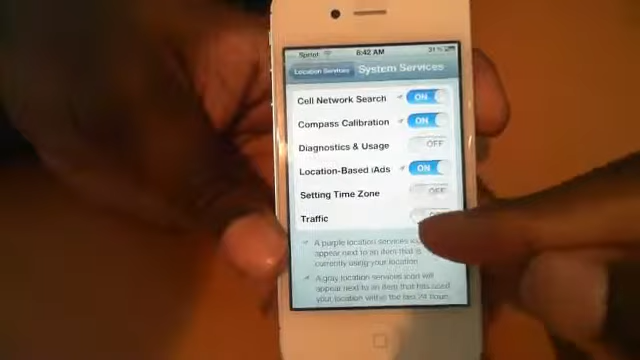 Sprint 6:42 AM 31%
Location Services System Services
Cell Network Search ON
Compass Calibration ON
Diagnostics & Usage OFF
Location-Based iAds ON
Setting Time Zone OFF
Traffic
A purple location services
appear next to an item that is
currently using your location
A gray location services icon will
appear next to an item that has used
your location within the last 24 hours